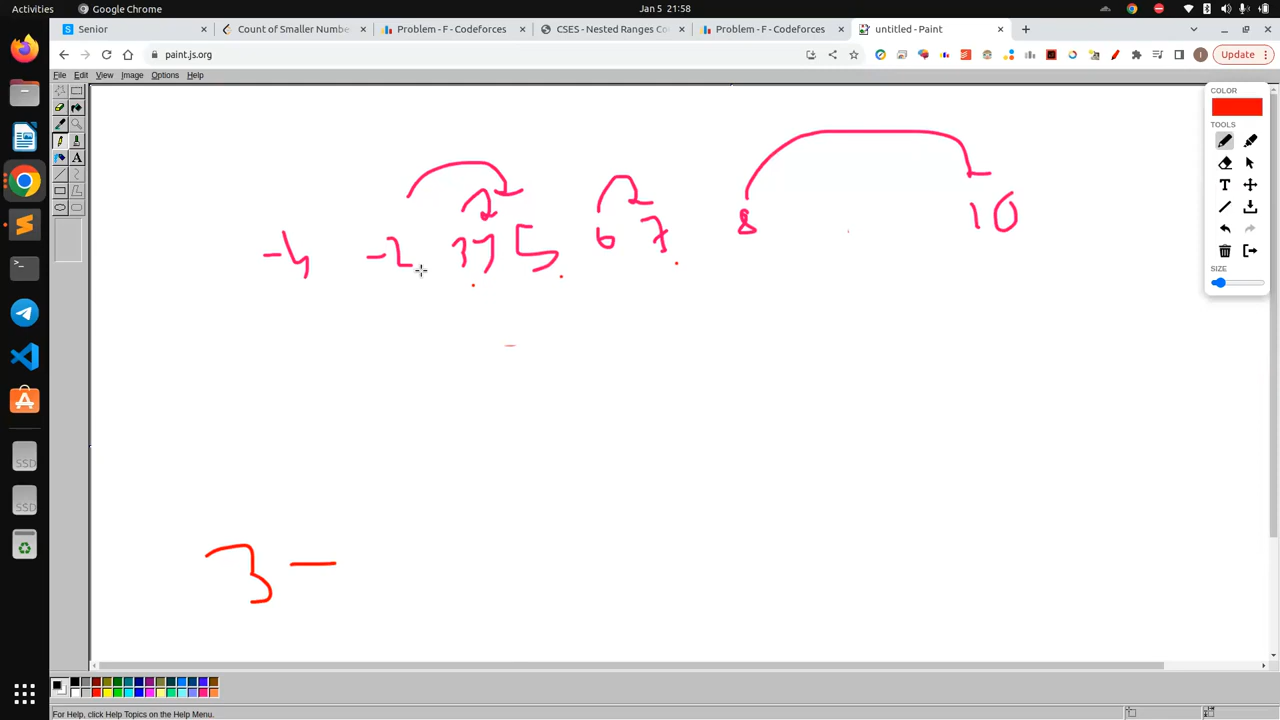 Activities Google Chrome Jan 5 21:58
Senior Count of Smaller Numbe Problem - F - Codeforces CSES - Nested Ranges Co Problem - F - Codeforces untitled - Paint
paint.js.org Update
File Edit View Image Options Help
COLOR
TOOLS
SIZE
8 10
-4 -2 5 6 7
3 -
SSD
SSD
For Help, click Help Topics on the Help Menu.